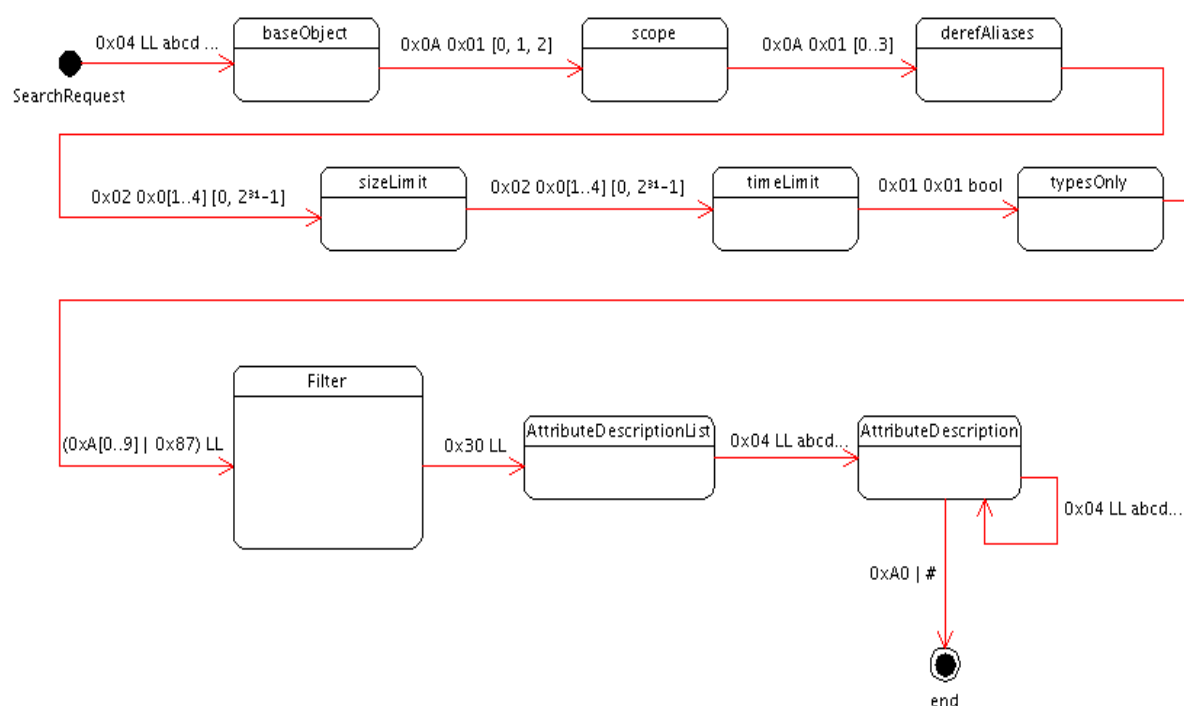 0x04 LL abcd ...
baseObject
0x0A 0x01 [0, 1, 2]
scope
0x0A 0x01 [0..3]
derefAliases
SearchRequest
0x02 0x0[1..4] [0, 2³¹-1]
sizeLimit
0x02 0x0[1..4] [0, 2³¹-1]
timeLimit
0x01 0x01 bool
typesOnly
(0xA[0..9] | 0x87) LL
Filter
0x30 LL
AttributeDescriptionList
0x04 LL abcd...
AttributeDescription
0x04 LL abcd...
0xA0 | #
end